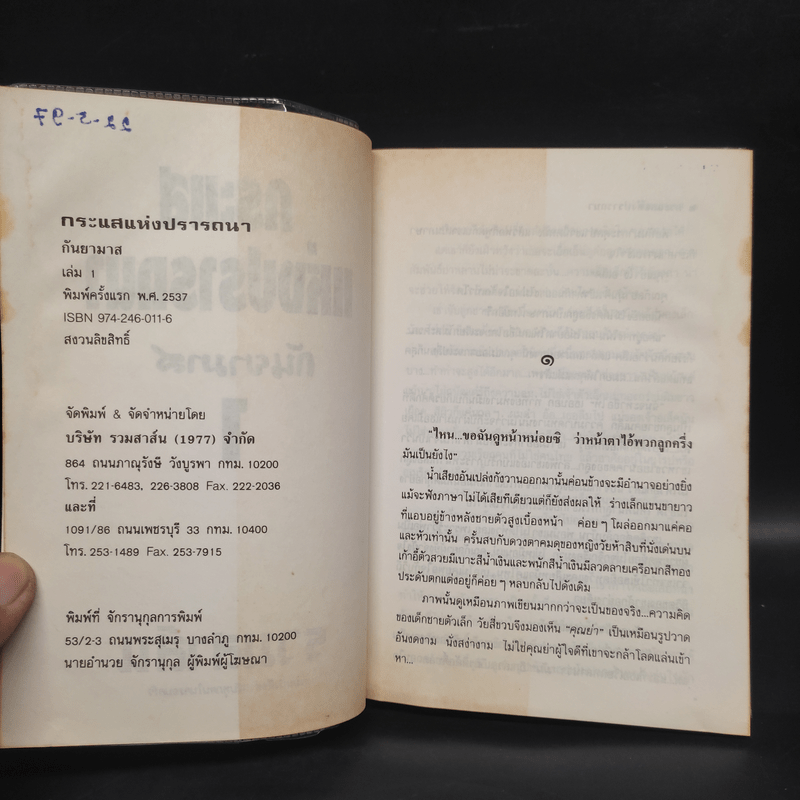 22-5-97
กระแสแห่งปรารถนา
กันยามาส
เล่ม 1
พิมพ์ครั้งแรก พ.ศ. 2537
ISBN 974-246-011-6
สงวนลิขสิทธิ์
จัดพิมพ์ & จัดจำหน่ายโดย
บริษัท รวมสาส์น (1977) จำกัด
864 ถนนภาณุรังษี วังบูรพา กทม. 10200
โทร. 221-6483, 226-3808 Fax. 222-2036
และที่
1091/86 ถนนเพชรบุรี 33 กทม. 10400
โทร. 253-1489 Fax. 253-7915
พิมพ์ที่ จักรานุกูลการพิมพ์
53/2-3 ถนนพระสุเมรุ บางลำภู กทม. 10200
นายอำนวย จักรานุกูล ผู้พิมพ์ผู้โฆษณา
๑
"ไหน...ขอฉันดูหน้าหน่อยซิ ว่าหน้าตาไอ้พวกลูกครึ่ง
มันเป็นยังไง"
น้ำเสียงอันเปล่งกังวานออกมานั้นค่อนข้างจะมีอำนาจอย่างยิ่ง
แม้จะฟังภาษาไม่ได้เสียทีเดียวแต่ก็ยังส่งผลให้ ร่างเล็กแขนขายาว
ที่แอบอยู่ข้างหลังชายตัวสูงเบื้องหน้า ค่อย ๆ โผล่ออกมาแค่คอ
และหัวเท่านั้น ครั้นสบกับดวงตาคมดุของหญิงวัยห้าสิบที่นั่งเด่นบน
เก้าอี้ตัวสวยมีเบาะสีน้ำเงินและพนักสีน้ำเงินมีลวดลายเครือนกสีทอง
ประดับตกแต่งอยู่ก็ค่อย ๆ หลบกลับไปดังเดิม
ภาพนั้นดูเหมือนภาพเขียนมากกว่าจะเป็นของจริง...ความคิด
ของเด็กชายตัวเล็ก วัยสี่ขวบจึงมองเห็น "คุณย่า" เป็นเหมือนรูปวาด
อันงดงาม นั่งสง่างาม ไม่ใช่คุณย่าผู้ใจดีที่เขาจะกล้าโลดแล่นเข้า
หา...